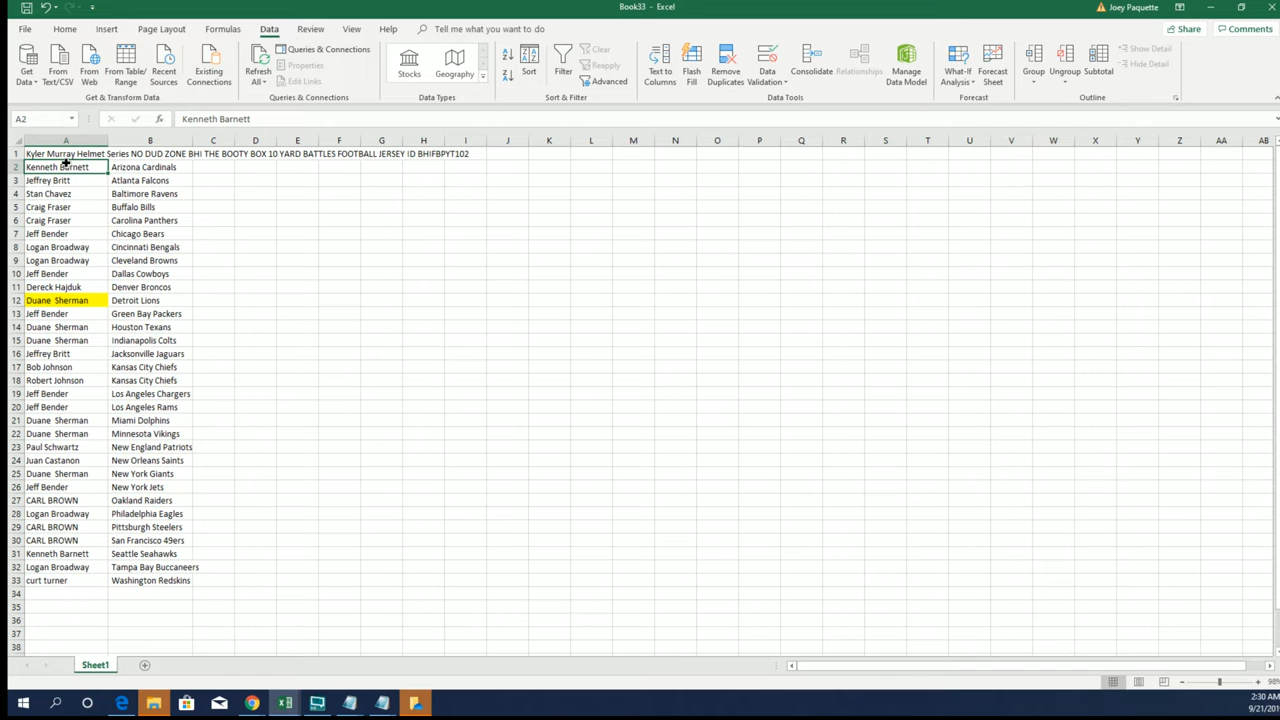 Book33 - Excel
Joey Paquette
File Home Insert Page Layout Formulas Data Review View Help Tell me what you want to do
Share Comments
Get Data From Text/CSV From Web From Table/ Range Recent Sources Existing Connections
Get & Transform Data
Refresh All Queries & Connections Properties Edit Links
Queries & Connections
Stocks Geography
Data Types
Sort Filter Clear Reapply Advanced
Sort & Filter
Text to Columns Flash Fill Remove Duplicates Data Validation Consolidate Relationships Manage Data Model
Data Tools
What-If Analysis Forecast Sheet
Forecast
Group Ungroup Subtotal Show Detail Hide Detail
Outline
A2 fx Kenneth Barnett
A B C D E F G H I J K L M N O P Q R S T U V W X Y Z AA AB
1 Kyler Murray Helmet Series NO DUD ZONE BHI THE BOOTY BOX 10 YARD BATTLES FOOTBALL JERSEY ID BHIFBPYT102
2 Kenneth Barnett Arizona Cardinals
3 Jeffrey Britt Atlanta Falcons
4 Stan Chavez Baltimore Ravens
5 Craig Fraser Buffalo Bills
6 Craig Fraser Carolina Panthers
7 Jeff Bender Chicago Bears
8 Logan Broadway Cincinnati Bengals
9 Logan Broadway Cleveland Browns
10 Jeff Bender Dallas Cowboys
11 Dereck Hajduk Denver Broncos
12 Duane Sherman Detroit Lions
13 Jeff Bender Green Bay Packers
14 Duane Sherman Houston Texans
15 Duane Sherman Indianapolis Colts
16 Jeffrey Britt Jacksonville Jaguars
17 Bob Johnson Kansas City Chiefs
18 Robert Johnson Kansas City Chiefs
19 Jeff Bender Los Angeles Chargers
20 Jeff Bender Los Angeles Rams
21 Duane Sherman Miami Dolphins
22 Duane Sherman Minnesota Vikings
23 Paul Schwartz New England Patriots
24 Juan Castanon New Orleans Saints
25 Duane Sherman New York Giants
26 Jeff Bender New York Jets
27 CARL BROWN Oakland Raiders
28 Logan Broadway Philadelphia Eagles
29 CARL BROWN Pittsburgh Steelers
30 CARL BROWN San Francisco 49ers
31 Kenneth Barnett Seattle Seahawks
32 Logan Broadway Tampa Bay Buccaneers
33 curt turner Washington Redskins
34
35
36
37
38
Sheet1
98%
2:30 AM
9/21/201